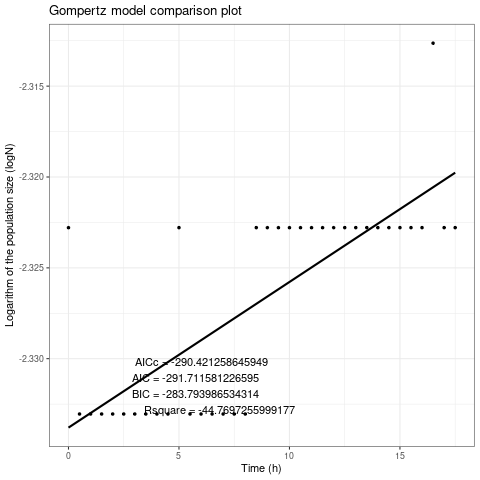 Gompertz model comparison plot
Logarithm of the population size (logN)
-2.315
-2.320
-2.325
-2.330
AICc = -290.421258645949
AIC = -291.711581226595
BIC = -283.793986534314
Rsquare = -44.7697255999177
0 5 10 15
Time (h)